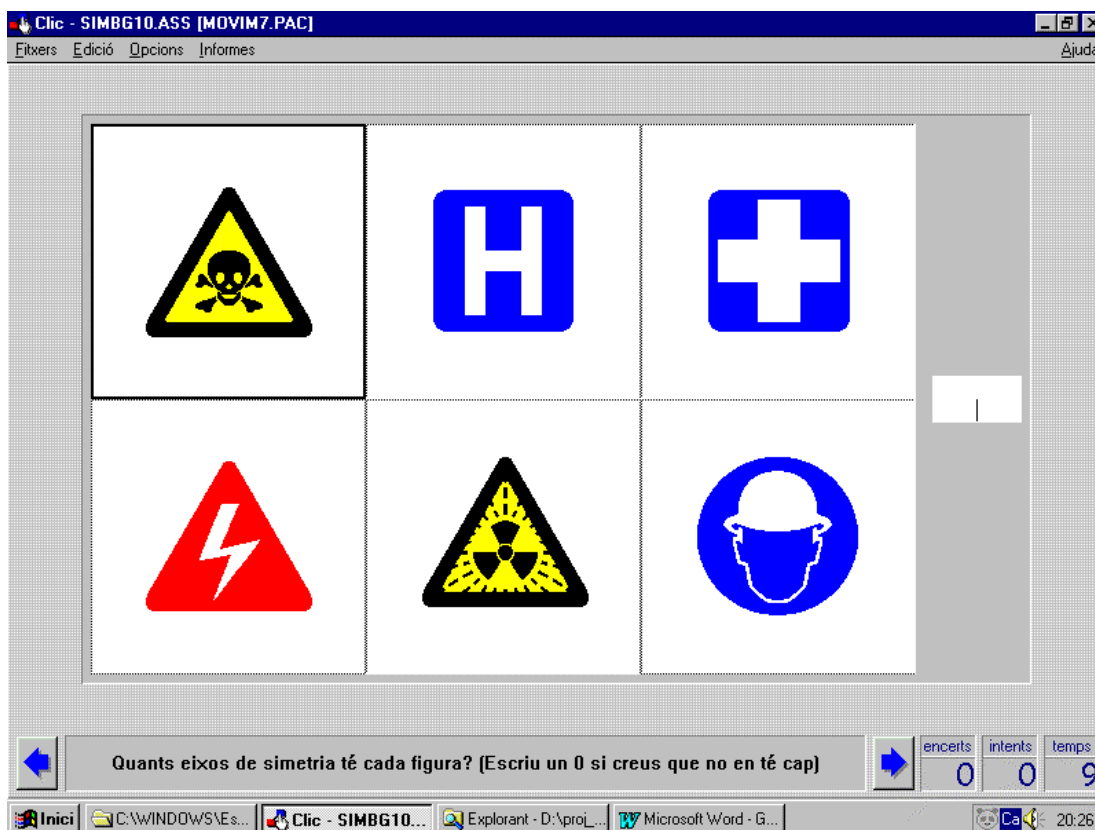 Clic - SIMBG10.ASS [MOVIM7.PAC]
Fitxers Edició Opcions Informes Ajuda
H
Quants eixos de simetria té cada figura? (Escriu un 0 si creus que no en té cap)
encerts intents temps
0 0 9
Inici C:\WINDOWS\Es... Clic - SIMBG10... Explorant - D:\proj_... Microsoft Word - G... Ca 20:26